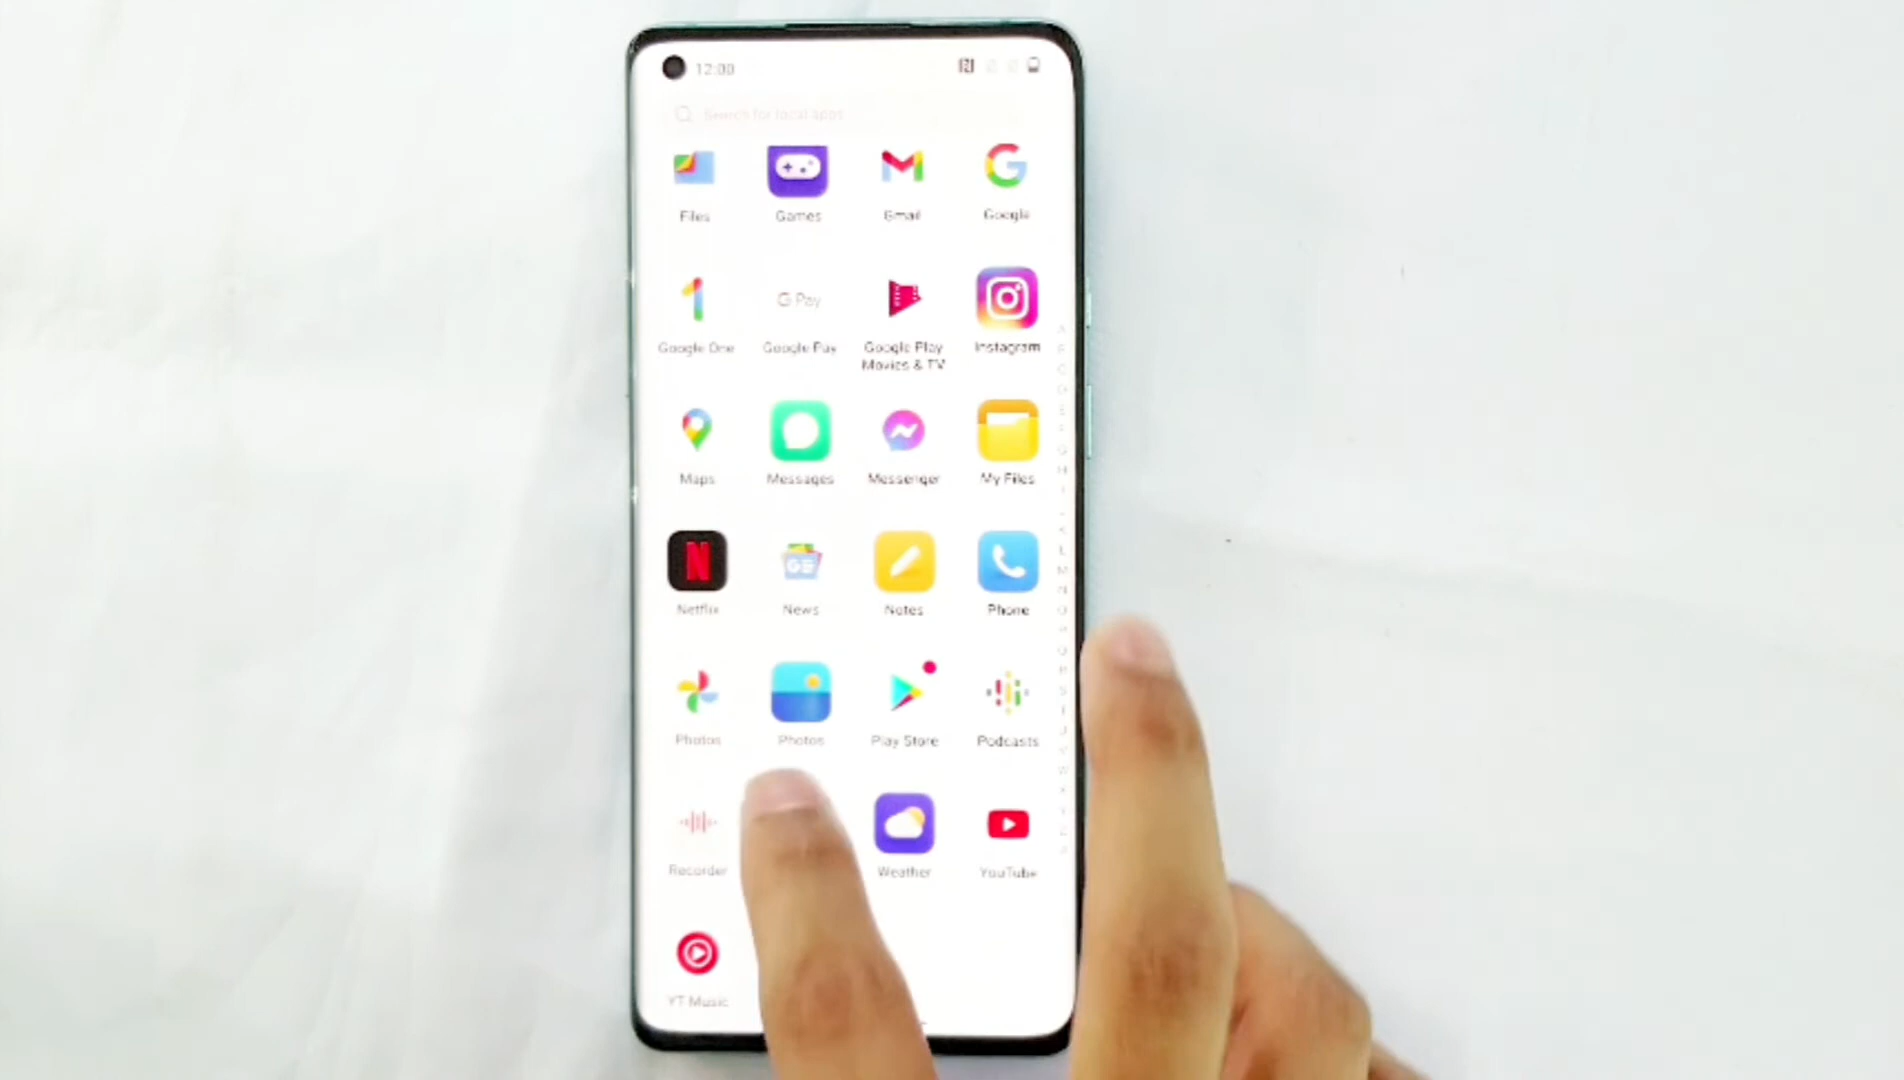 12:00
Search for local apps
Files Games Gmail Google
G Pay
Google One Google Pay Google Play Movies & TV Instagram
Maps Messages Messenger My Files
N GE
Netflix News Notes Phone
Photos Photos Play Store Podcasts
Recorder Weather YouTube
YT Music